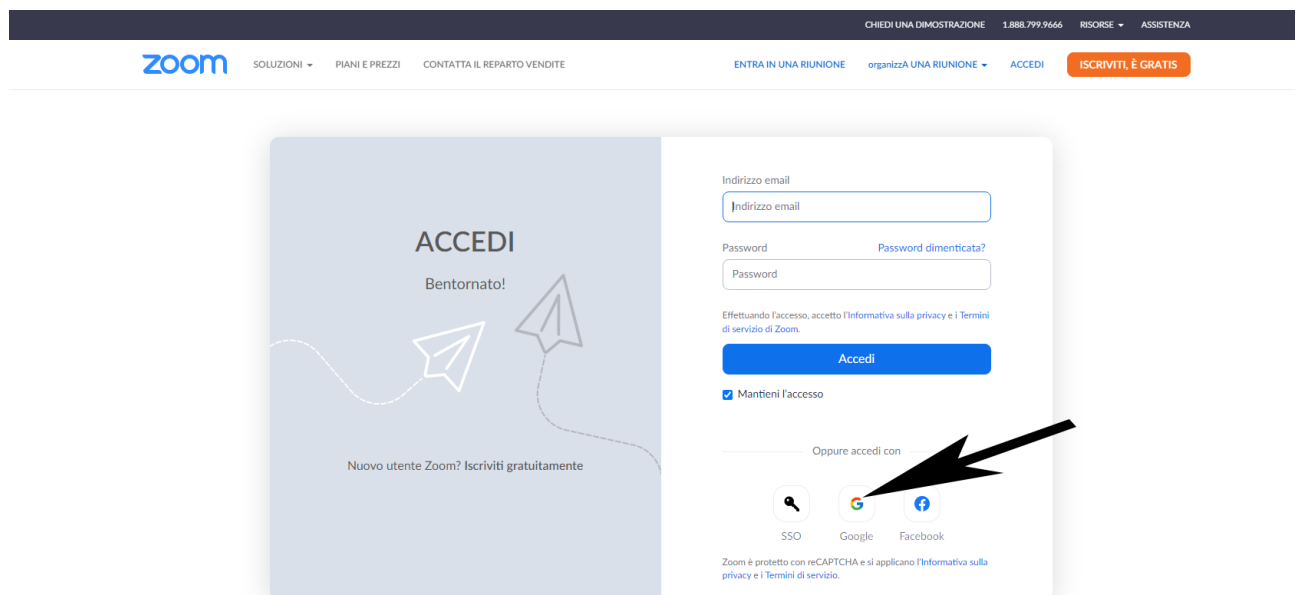 CHIEDI UNA DIMOSTRAZIONE 1.888.799.9666 RISORSE ASSISTENZA
zoom SOLUZIONI PIANI E PREZZI CONTATTA IL REPARTO VENDITE ENTRA IN UNA RIUNIONE organizzA UNA RIUNIONE ACCEDI ISCRIVITI, È GRATIS
ACCEDI
Bentornato!
Nuovo utente Zoom? Iscriviti gratuitamente
Indirizzo email
Indirizzo email
Password Password dimenticata?
Password
Effettuando l'accesso, accetto l'Informativa sulla privacy e i Termini
di servizio di Zoom.
Accedi
Mantieni l'accesso
Oppure accedi con
SSO Google Facebook
Zoom è protetto con reCAPTCHA e si applicano l'Informativa sulla
privacy e i Termini di servizio.